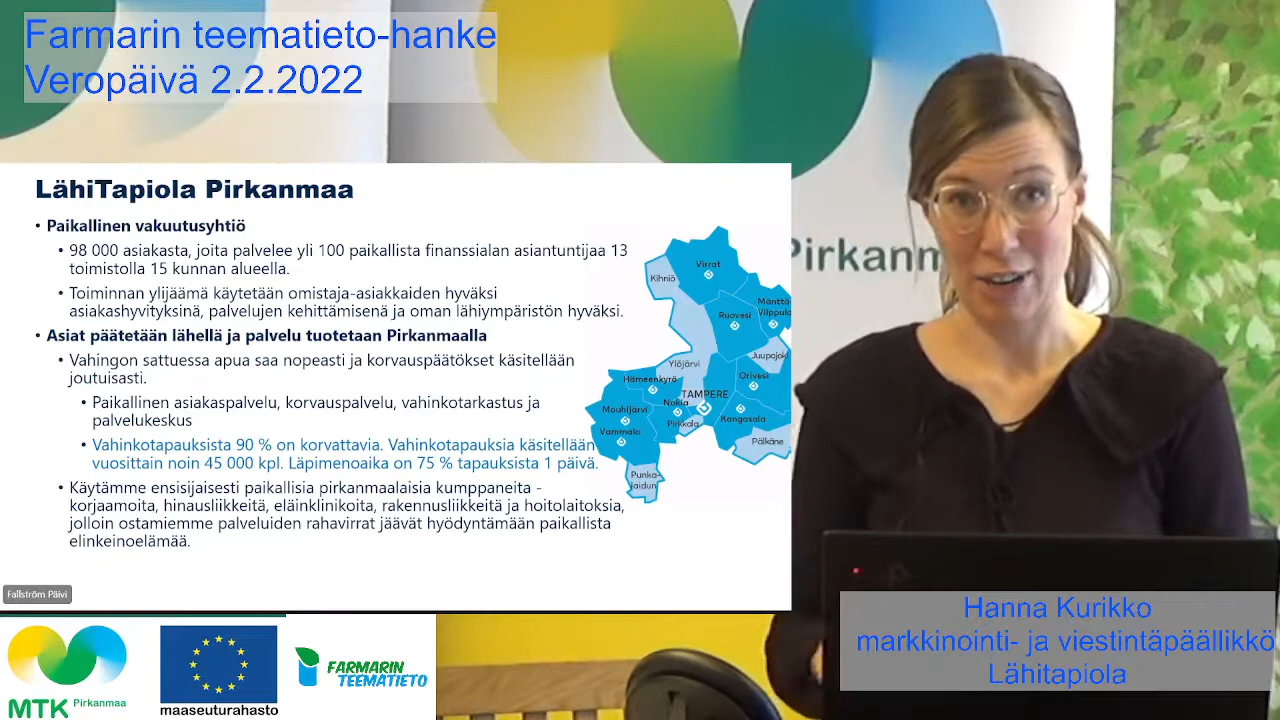 Farmarin teematieto-hanke
Veropäivä 2.2.2022
LähiTapiola Pirkanmaa
• Paikallinen vakuutusyhtiö
• 98 000 asiakasta, joita palvelee yli 100 paikallista finanssialan asiantuntijaa 13
toimistolla 15 kunnan alueella.
• Toiminnan ylijäämä käytetään omistaja-asiakkaiden hyväksi
asiakashyvityksinä, palvelujen kehittämisenä ja oman lähiympäristön hyväksi.
• Asiat päätetään lähellä ja palvelu tuotetaan Pirkanmaalla
• Vahingon sattuessa apua saa nopeasti ja korvauspäätökset käsitellään
joutuisasti.
• Paikallinen asiakaspalvelu, korvauspalvelu, vahinkotarkastus ja
palvelukeskus
• Vahinkotapauksista 90 % on korvattavia. Vahinkotapauksia käsitellään
vuosittain noin 45 000 kpl. Läpimenoaika on 75 % tapauksista 1 päivä.
• Käytämme ensisijaisesti paikallisia pirkanmaalaisia kumppaneita -
korjaamoita, hinausliikkeitä, eläinklinikoita, rakennusliikkeitä ja hoitolaitoksia,
jolloin ostamiemme palveluiden rahavirrat jäävät hyödyntämään paikallista
elinkeinoelämää.
Virrat
Kihniö
Mänttä
Vilppula
Ruovesi
Juupajoki
Ylöjärvi
Hämeenkyrö
Orivesi
TAMPERE
Nokia
Mouhijärvi
Kangasala
Pirkkala
Vammala
Pälkäne
Punka-
laidun
Pirkanm
Fallström Päivi
MTK Pirkanmaa
maaseuturahasto
FARMARIN
TEEMATIETO
Hanna Kurikko
markkinointi- ja viestintäpäällikkö
Lähitapiola